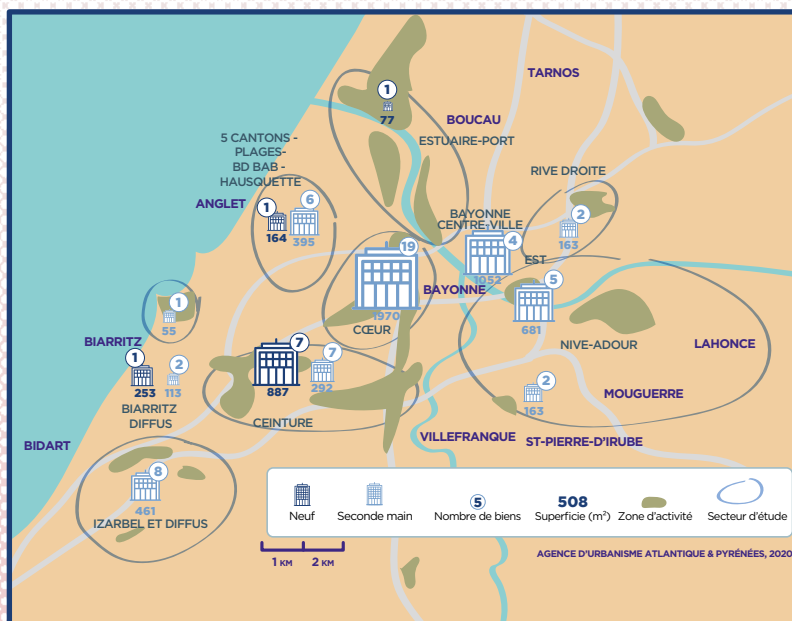 TARNOS
1
77
BOUCAU
ESTUAIRE-PORT
5 CANTONS -
PLAGES-
BD BAB -
HAUSQUETTE
RIVE DROITE
ANGLET
1
164
6
395
BAYONNE
CENTRE-VILLE
4
1052
2
163
19
1970
CŒUR
BAYONNE
EST
5
681
1
55
NIVE-ADOUR
LAHONCE
BIARRITZ
1
253
2
113
BIARRITZ
DIFFUS
7
887
7
292
CEINTURE
2
163
MOUGUERRE
VILLEFRANQUE
ST-PIERRE-D'IRUBE
BIDART
8
461
IZARBEL ET DIFFUS
Neuf
Seconde main
5
Nombre de biens
508
Superficie (m²)
Zone d'activité
Secteur d'étude
1 KM 2 KM
AGENCE D'URBANISME ATLANTIQUE & PYRÉNÉES, 2020